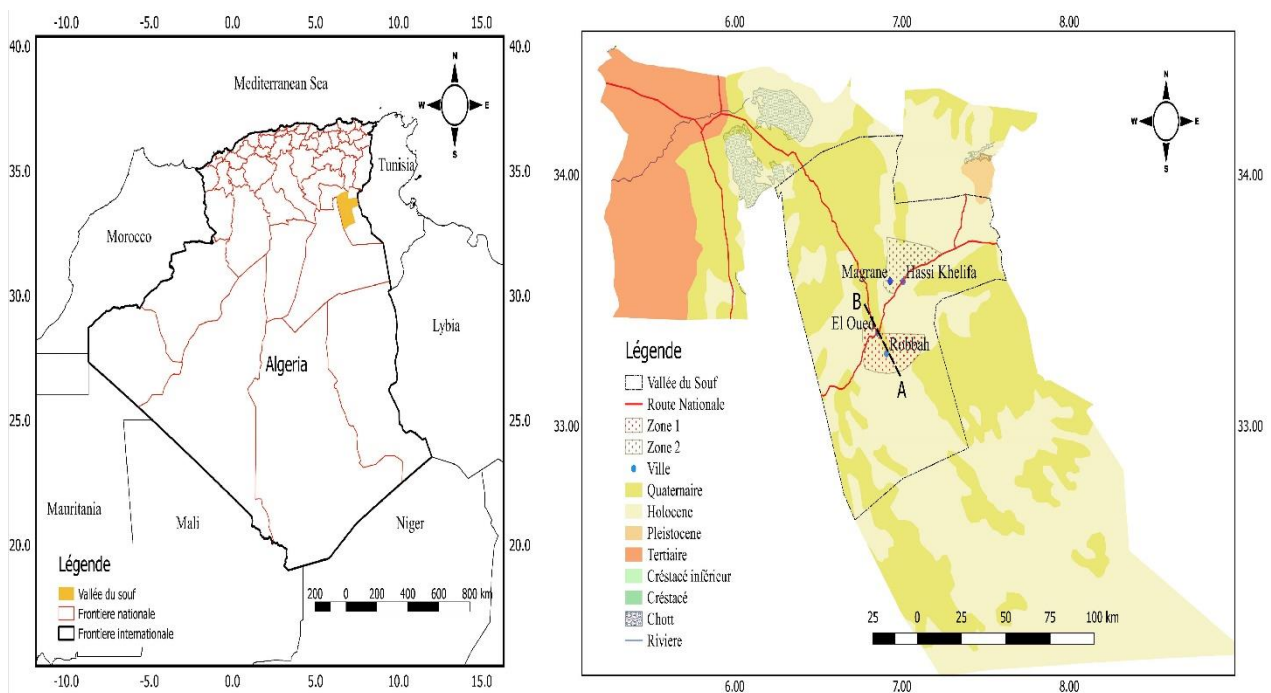 -10.0 -5.0 0.0 5.0 10.0 15.0
40.0 40.0
Mediterranean Sea
N
W E
S
Tunisia
35.0 35.0
Morocco
30.0 30.0
Lybia
Algeria
25.0 25.0
Mauritania
Mali
Niger
20.0 20.0
Légende
Vallée du souf
Frontiere nationale
Frontiere internationale
200 0 200 400 600 800 km
-10.0 -5.0 0.0 5.0 10.0 15.0
6.00 7.00 8.00
N
W E
S
34.00 34.00
Magrane
Hassi Khelifa
B
El Oued
Robbah
A
33.00 33.00
Légende
Vallée du Souf
Route Nationale
Zone 1
Zone 2
Ville
Quaternaire
Holocene
Pleistocene
Tertiaire
Créstacé inférieur
Créstacé
Chott
Riviere
25 0 25 50 75 100 km
6.00 7.00 8.00